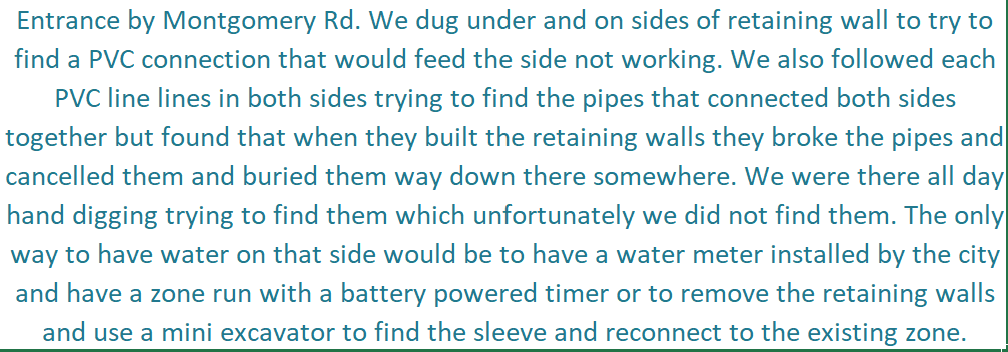 Entrance by Montgomery Rd. We dug under and on sides of retaining wall to try to
find a PVC connection that would feed the side not working. We also followed each
PVC line lines in both sides trying to find the pipes that connected both sides
together but found that when they built the retaining walls they broke the pipes and
cancelled them and buried them way down there somewhere. We were there all day
hand digging trying to find them which unfortunately we did not find them. The only
way to have water on that side would be to have a water meter installed by the city
and have a zone run with a battery powered timer or to remove the retaining walls
and use a mini excavator to find the sleeve and reconnect to the existing zone.